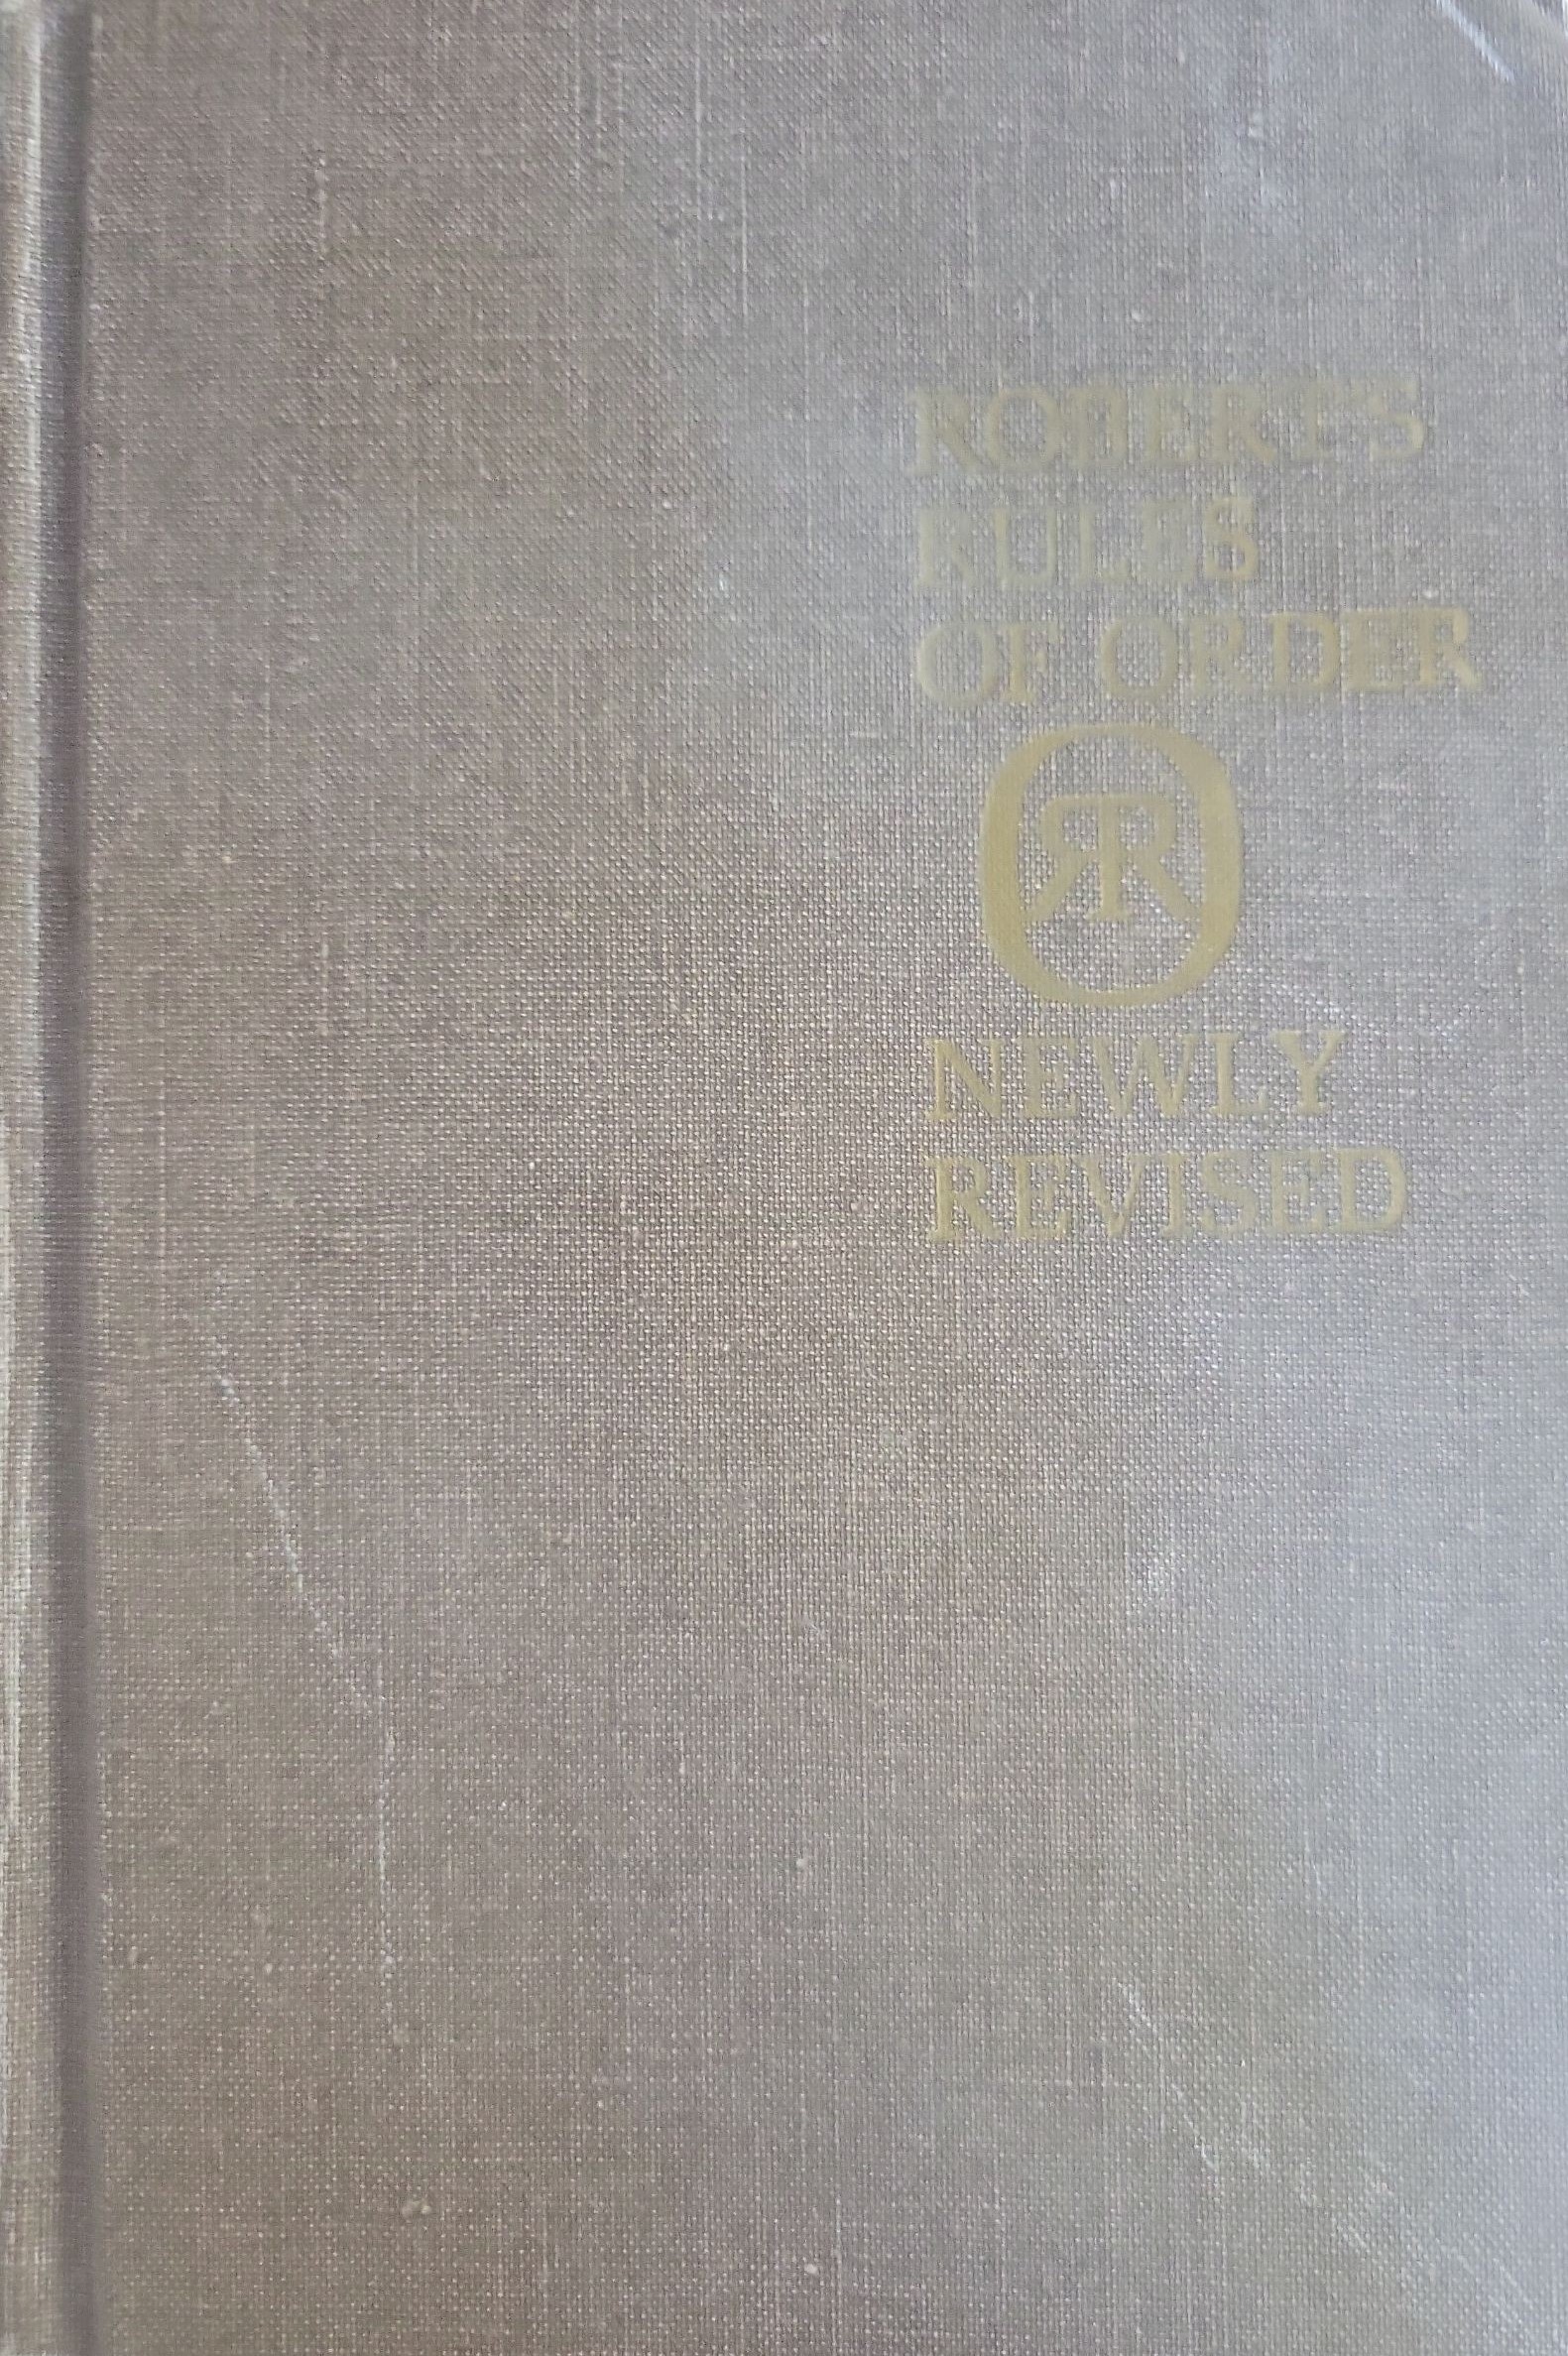 ROBERT'S
RULES
OF ORDER
RR
NEWLY
REVISED